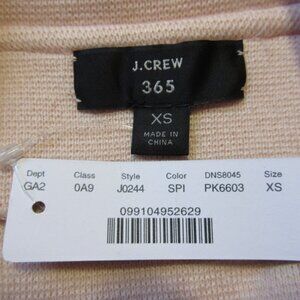 J.CREW
365
XS
MADE IN
CHINA
Dept Class Style Color DNS8045 Size
GA2 0A9 J0244 SPI PK6603 XS
099104952629